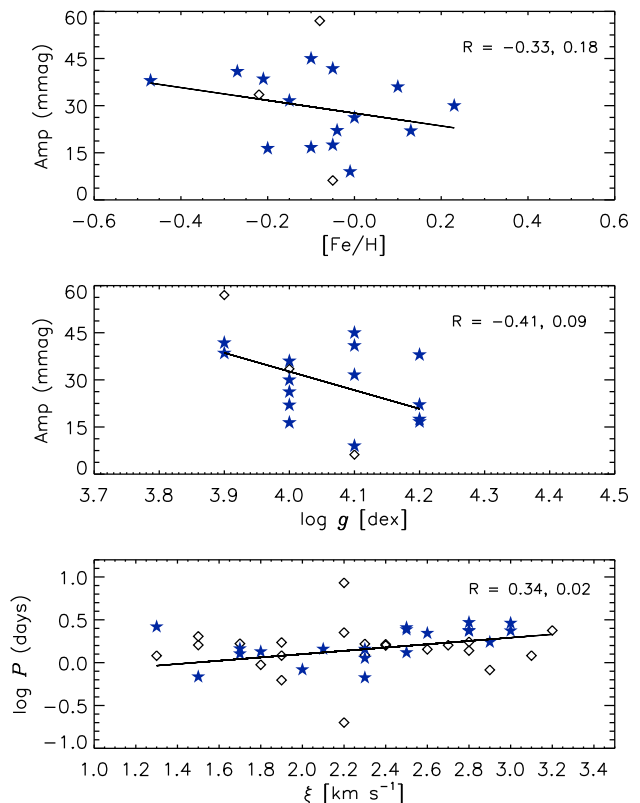 60
45
30
15
0
Amp (mmag)
R = −0.33, 0.18
−0.6 −0.4 −0.2 −0.0 0.2 0.4 0.6
[Fe/H]
60
45
30
15
0
Amp (mmag)
R = −0.41, 0.09
3.7 3.8 3.9 4.0 4.1 4.2 4.3 4.4 4.5
log g [dex]
1.0
0.5
0.0
−0.5
−1.0
log P (days)
R = 0.34, 0.02
1.0 1.2 1.4 1.6 1.8 2.0 2.2 2.4 2.6 2.8 3.0 3.2 3.4
ξ [km s⁻¹]